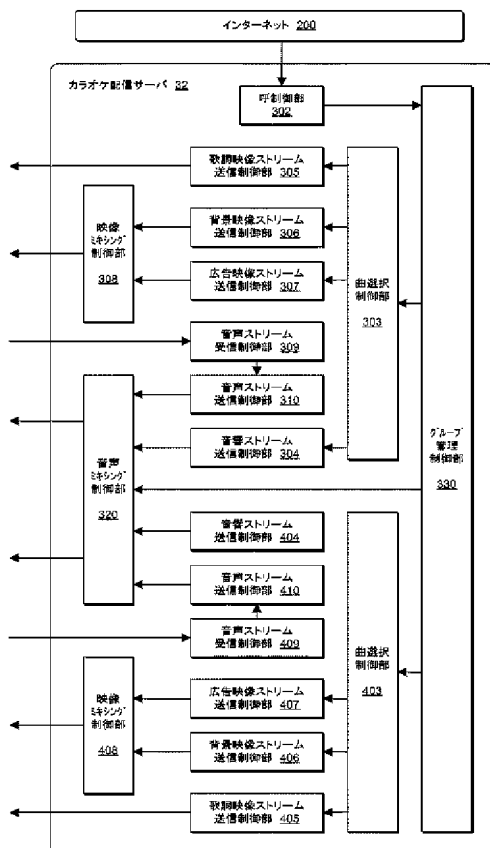 インターネット 200
カラオケ配信サーバ 32
呼制御部
302
歌詞映像ストリーム
送信制御部 305
背景映像ストリーム
送信制御部 306
広告映像ストリーム
送信制御部 307
映像
ミキシング
制御部
308
曲選択
制御部
303
音声ストリーム
受信制御部 309
音声ストリーム
送信制御部 310
音響ストリーム
送信制御部 304
音声
ミキシング
制御部
320
グループ
管理
制御部
330
音響ストリーム
送信制御部 404
音声ストリーム
送信制御部 410
音声ストリーム
受信制御部 409
曲選択
制御部
403
広告映像ストリーム
送信制御部 407
背景映像ストリーム
送信制御部 406
映像
ミキシング
制御部
408
歌詞映像ストリーム
送信制御部 405